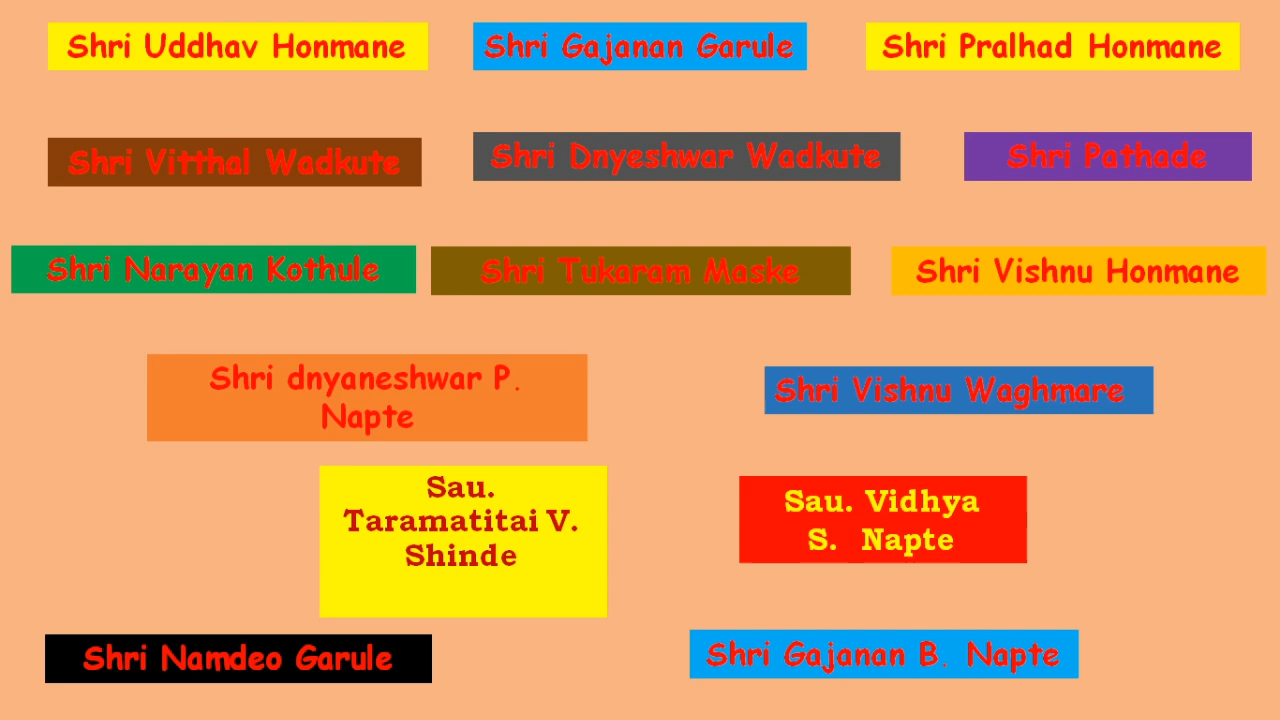 Shri Uddhav Honmane
Shri Gajanan Garule
Shri Pralhad Honmane
Shri Vitthal Wadkute
Shri Dnyeshwar Wadkute
Shri Pathade
Shri Narayan Kothule
Shri Tukaram Maske
Shri Vishnu Honmane
Shri dnyaneshwar P.
Napte
Shri Vishnu Waghmare
Sau.
Taramatitai V.
Shinde
Sau. Vidhya
S. Napte
Shri Namdeo Garule
Shri Gajanan B. Napte